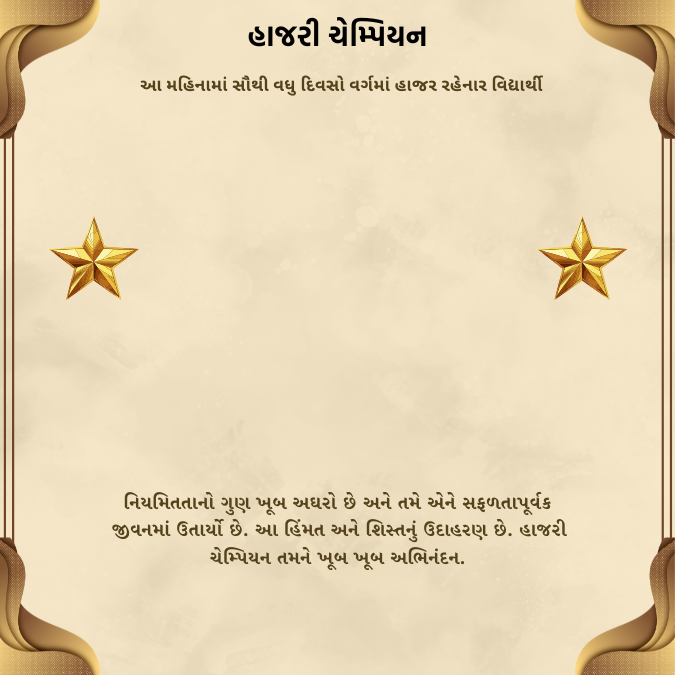 હાજરી ચેમ્પિયન
આ મહિનામાં સૌથી વધુ દિવસો વર્ગમાં હાજર રહેનાર વિદ્યાર્થી
નિયમિતતાનો ગુણ ખૂબ અઘરો છે અને તમે એને સફળતાપૂર્વક
જીવનમાં ઉતાર્યો છે. આ હિંમત અને શિસ્તનું ઉદાહરણ છે. હાજરી
ચેમ્પિયન તમને ખૂબ ખૂબ અભિનંદન.